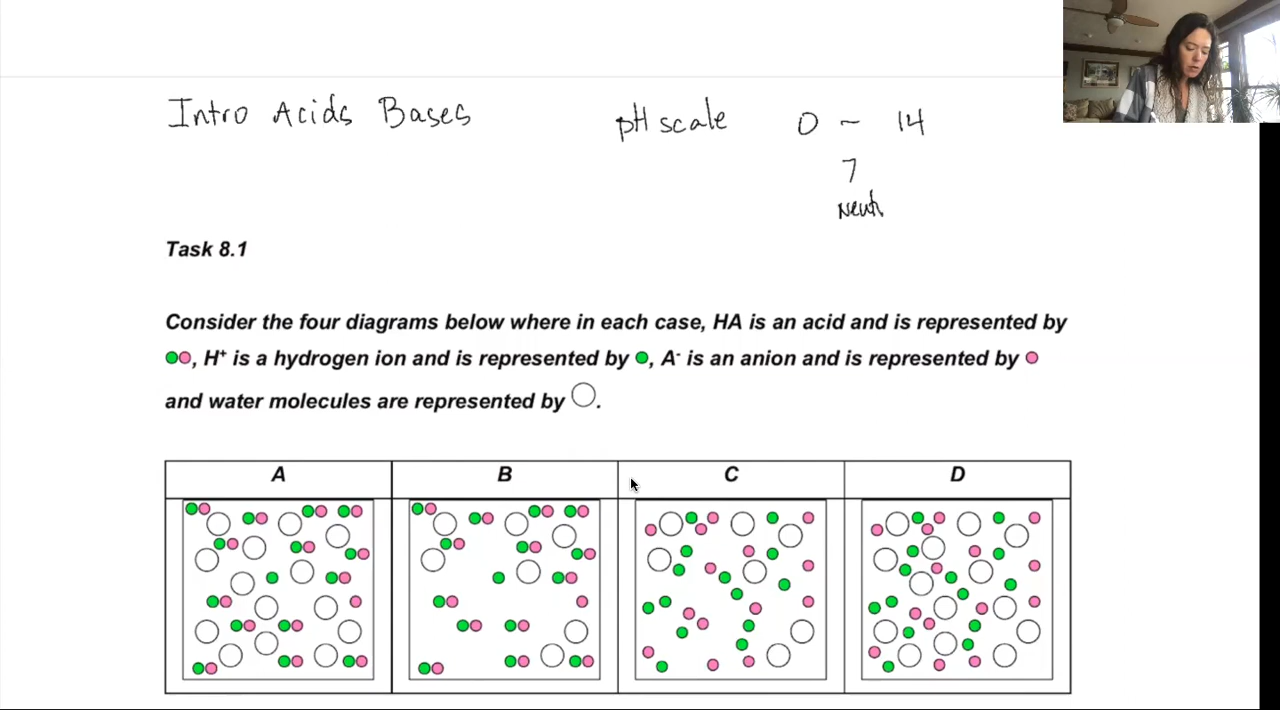 Intro Acids Bases pH scale 0 ~ 14
7
Task 8.1
Consider the four diagrams below where in each case, HA is an acid and is represented by
, H⁺ is a hydrogen ion and is represented by , A⁻ is an anion and is represented by
and water molecules are represented by .
A B C D